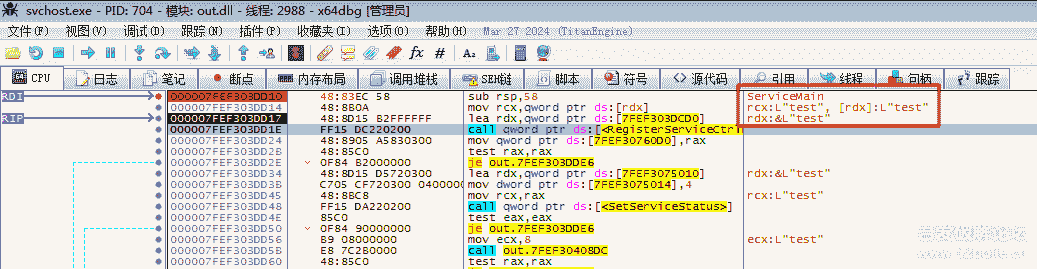 svchost.exe - PID: 704 - 模块: out.dll - 线程: 2988 - x64dbg [管理员]
文件(F) 视图(V) 调试(D) 跟踪(N) 插件(P) 收藏夹(I) 选项(O) 帮助(H) Mar 27 2024 (TitanEngine)
fx # A₂
CPU 日志 笔记 断点 内存布局 调用堆栈 SEH链 脚本 符号 源代码 引用 线程 句柄 跟踪
RDI 000007FEF303DD10 48:83EC 58 sub rsp,58 ServiceMain
000007FEF303DD14 48:8B0A mov rcx,qword ptr ds:[rdx] rcx:L"test", [rdx]:L"test"
RIP 000007FEF303DD17 48:8D15 B2FFFFFF lea rdx,qword ptr ds:[7FEF303DCD0] rdx:&L"test"
000007FEF303DD1E FF15 DC220200 call qword ptr ds:[<RegisterServiceCtrl
000007FEF303DD24 48:8905 A5830300 mov qword ptr ds:[7FEF30760D0],rax
48:85C0 test rax,rax
000007FEF303DD2E 0F84 B2000000 je out.7FEF303DDE6
000007FEF303DD34 48:8D15 D5720300 lea rdx,qword ptr ds:[7FEF3075010] rdx:&L"test"
000007FEF303DD3B C705 CF720300 0400000 mov dword ptr ds:[7FEF3075014],4
000007FEF303DD45 48:8BC8 mov rcx,rax rcx:L"test"
000007FEF303DD48 FF15 DA220200 call qword ptr ds:[<SetServiceStatus>]
000007FEF303DD4E 85C0 test eax,eax
000007FEF303DD50 0F84 90000000 je out.7FEF303DDE6
000007FEF303DD56 B9 08000000 mov ecx,8 ecx:L"test"
000007FEF303DD5B E8 7C2B0000 call out.7FEF30408DC
000007FEF303DD60 48:85C0 test rax,rax